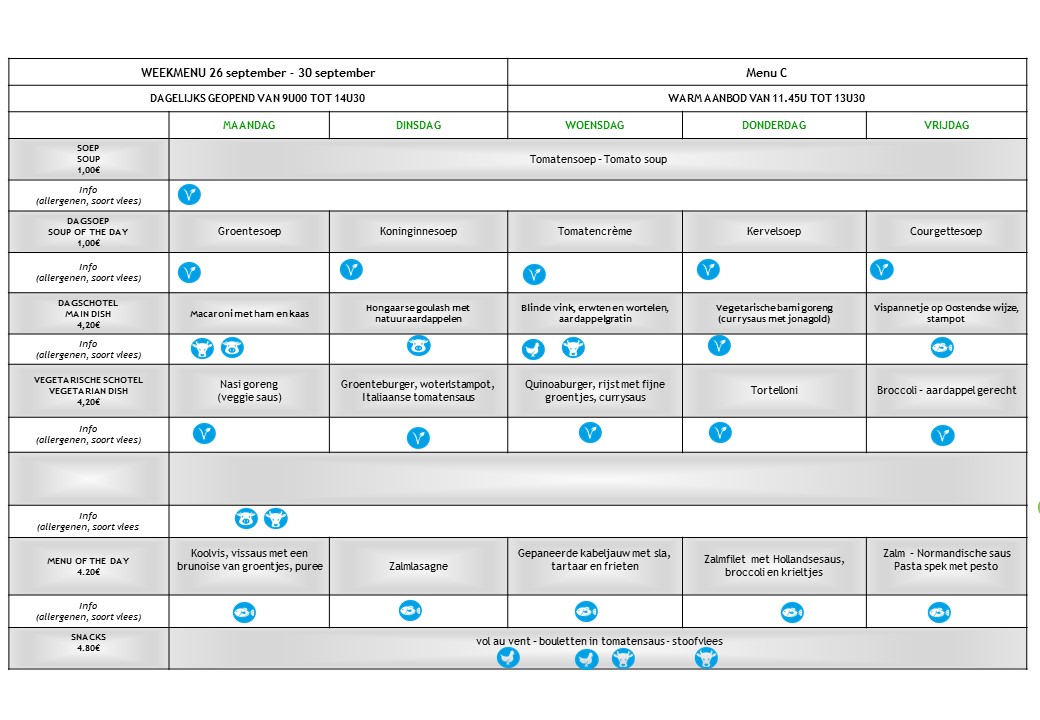 WEEKMENU 26 september - 30 september
Menu C
DAGELIJKS GEOPEND VAN 9U00 TOT 14U30
WARM AANBOD VAN 11.45U TOT 13U30
MAANDAG
DINSDAG
WOENSDAG
DONDERDAG
VRIJDAG
SOEP
SOUP
1,00€
Tomatensoep - Tomato soup
Info
(allergenen, soort vlees)
DAGSOEP
SOUP OF THE DAY
1,00€
Groentesoep
Koninginnesoep
Tomatencrème
Kervelsoep
Courgettesoep
Info
(allergenen, soort vlees)
DAGSCHOTEL
MAIN DISH
4,20€
Macaroni met ham en kaas
Hongaarse goulash met
natuuraardappelen
Blinde vink, erwten en wortelen,
aardappelgratin
Vegetarische bami goreng
(currysaus met jonagold)
Vispannetje op Oostendse wijze,
stampot
Info
(allergenen, soort vlees)
VEGETARISCHE SCHOTEL
VEGETARIAN DISH
4,20€
Nasi goreng
(veggie saus)
Groenteburger, woterlstampot,
Italiaanse tomatensaus
Quinoaburger, rijst met fijne
groentjes, currysaus
Tortelloni
Broccoli - aardappel gerecht
Info
(allergenen, soort vlees)
Info
(allergenen, soort vlees
MENU OF THE DAY
4.20€
Koolvis, vissaus met een
brunoise van groentjes, puree
Zalmlasagne
Gepaneerde kabeljauw met sla,
tartaar en frieten
Zalmfilet met Hollandsesaus,
broccoli en krieltjes
Zalm - Normandische saus
Pasta spek met pesto
Info
(allergenen, soort vlees)
SNACKS
4.80€
vol au vent - bouletten in tomatensaus - stoofvlees